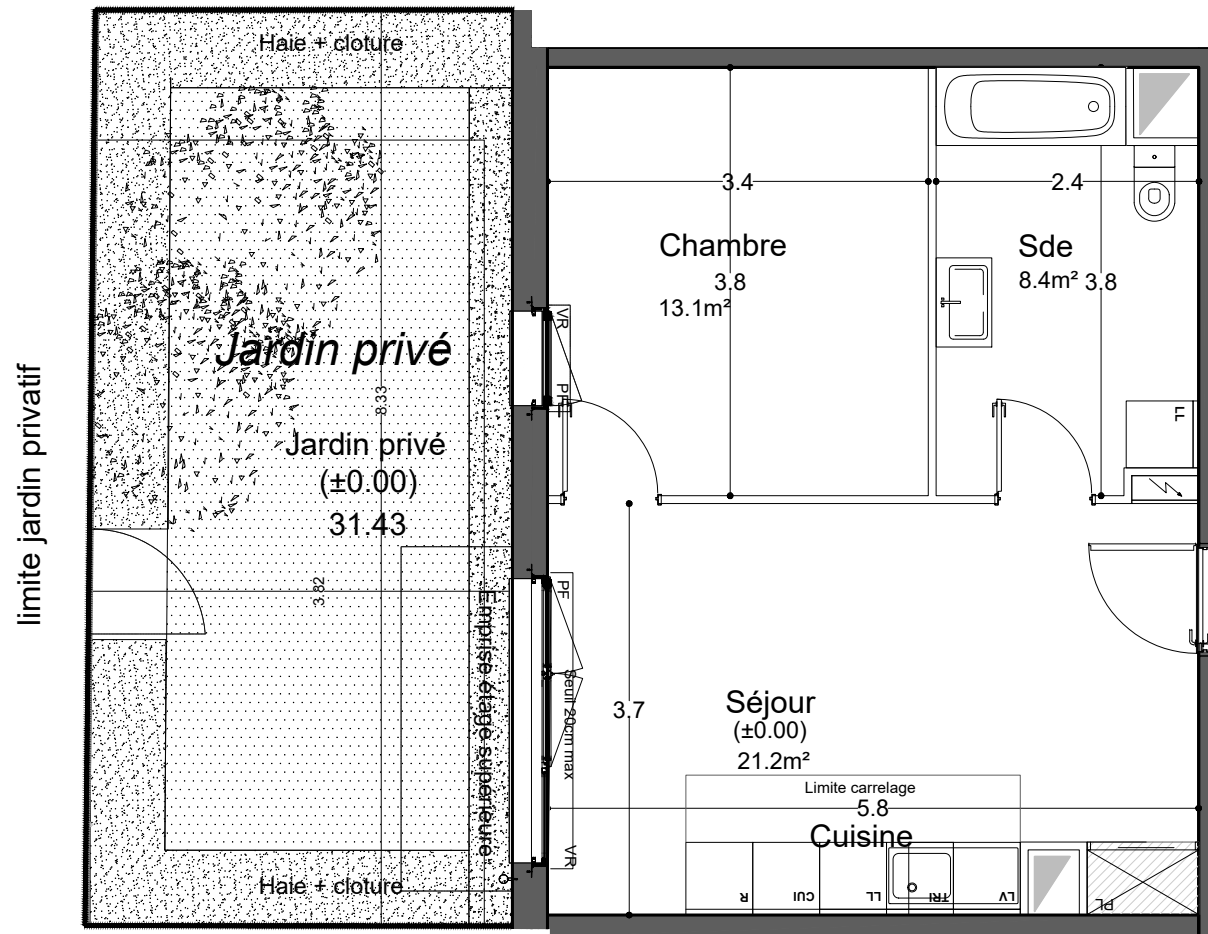 Haie + cloture
3.4
2.4
Chambre
3.8
13.1m²
Sde
8.4m² 3.8
VR
PF
Jardin privé
8.33
F
limite jardin privatif
Jardin privé
(±0.00)
31.43
3.82
Emprise étage superieure
PF
Seuil 20cm max
VR
3.7
Séjour
(±0.00)
21.2m²
Limite carrelage
5.8
Cuisine
R
CUI
LL
TRI
LV
PL
Haie + cloture